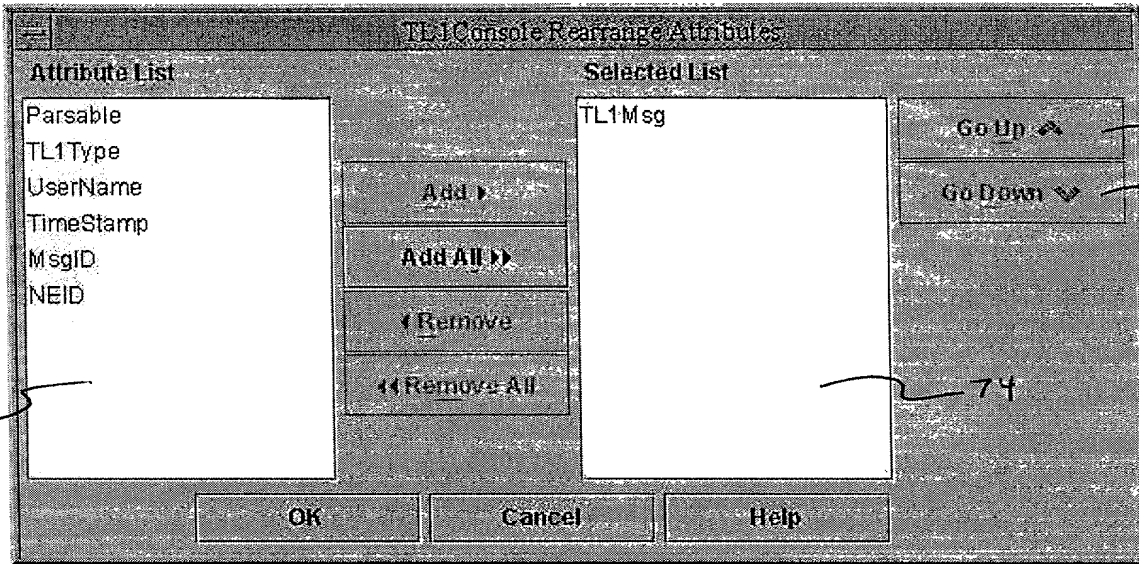 TL1Console Rearrange Attributes
Attribute List
Selected List
Parsable
TL1Type
UserName
TimeStamp
MsgID
NEID
Add
Add All
Remove
Remove All
TL1Msg
Go Up
Go Down
74
OK
Cancel
Help